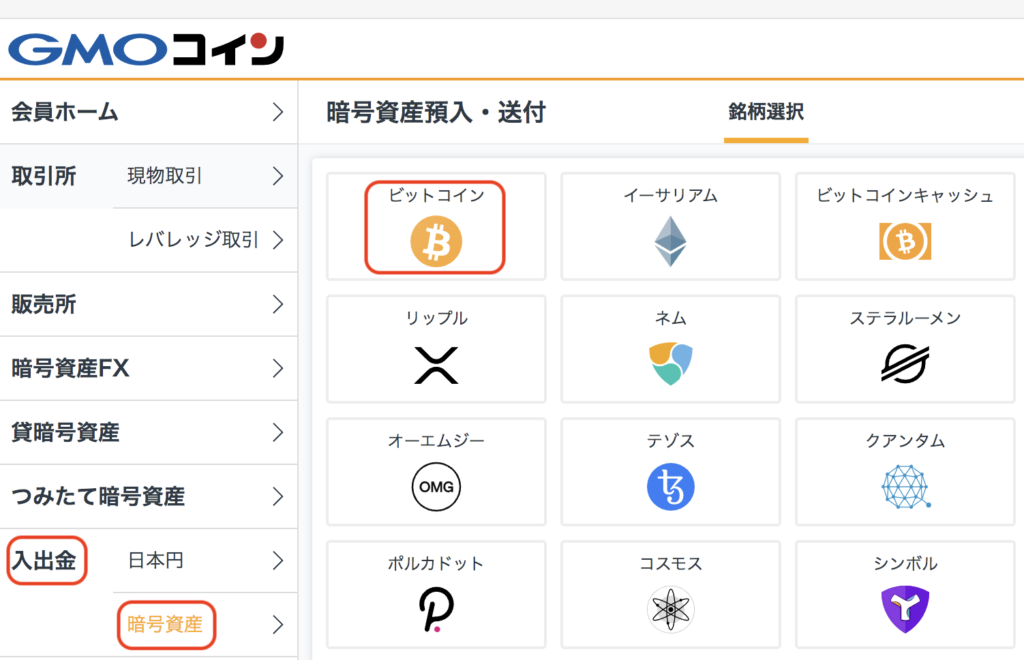 GMOコイン
会員ホーム
取引所
現物取引
レバレッジ取引
販売所
暗号資産FX
貸暗号資産
つみたて暗号資産
入出金
日本円
暗号資産
暗号資産預入・送付
銘柄選択
ビットコイン
イーサリアム
ビットコインキャッシュ
リップル
ネム
ステラルーメン
オーエムジー
テゾス
クアンタム
OMG
ポルカドット
コスモス
シンボル